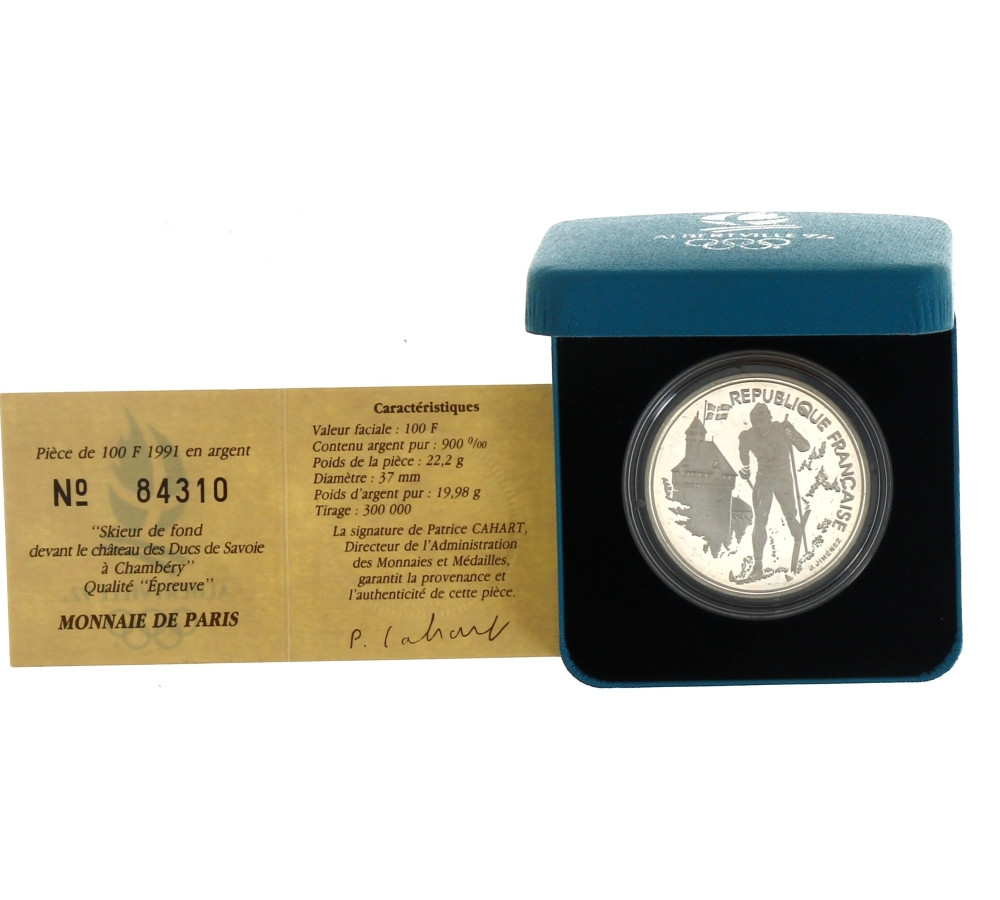 Pièce de 100 F 1991 en argent
Nº 84310
"Skieur de fond
devant le château des Ducs de Savoie
à Chambéry"
Qualité "Épreuve"
MONNAIE DE PARIS
Caractéristiques
Valeur faciale : 100 F
Contenu argent pur : 900 ⁰/₀₀
Poids de la pièce : 22,2 g
Diamètre : 37 mm
Poids d'argent pur : 19,98 g
Tirage : 300 000
La signature de Patrice CAHART,
Directeur de l'Administration
des Monnaies et Médailles,
garantit la provenance et
l'authenticité de cette pièce.
P. Cahart
ALBERTVILLE 92
REPUBLIQUE FRANÇAISE
JIMENEZ